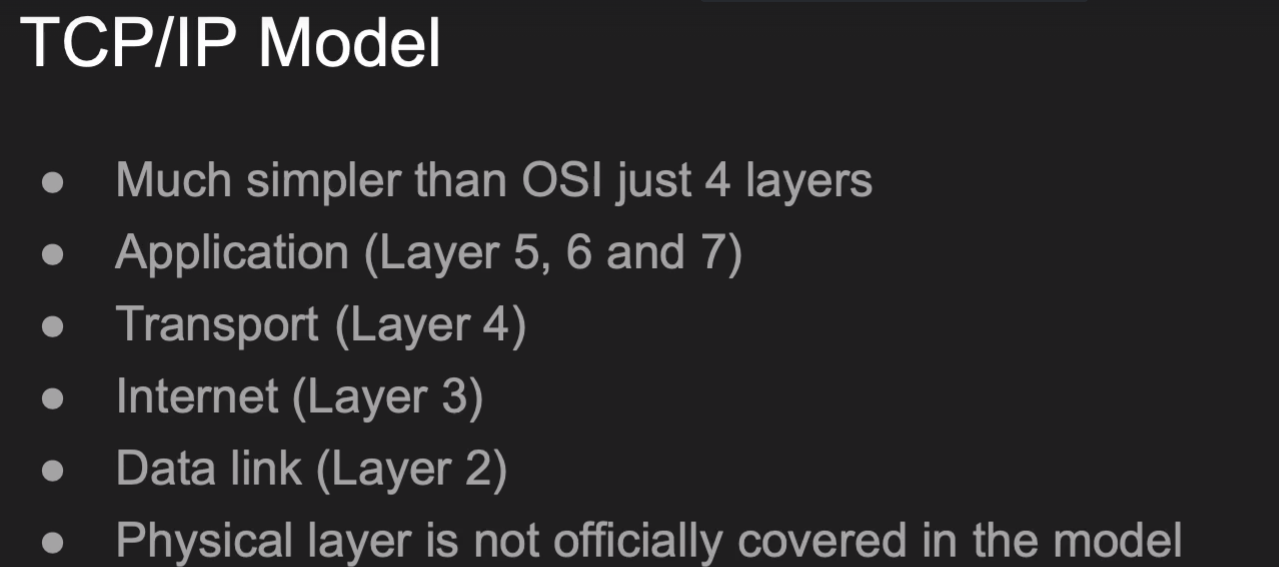 TCP/IP Model
● Much simpler than OSI just 4 layers
● Application (Layer 5, 6 and 7)
● Transport (Layer 4)
● Internet (Layer 3)
● Data link (Layer 2)
● Physical layer is not officially covered in the model